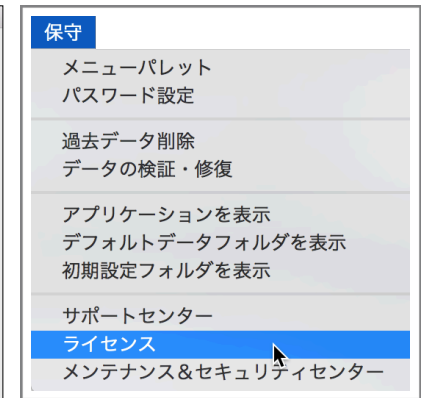 保守
メニューパレット
パスワード設定
過去データ削除
データの検証・修復
アプリケーションを表示
デフォルトデータフォルダを表示
初期設定フォルダを表示
サポートセンター
ライセンス
メンテナンス＆セキュリティセンター